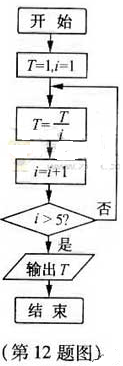 开 始
T=1,i=1
T=T/i
i=i+1
i>5?
否
是
输出T
结 束
(第12题图)